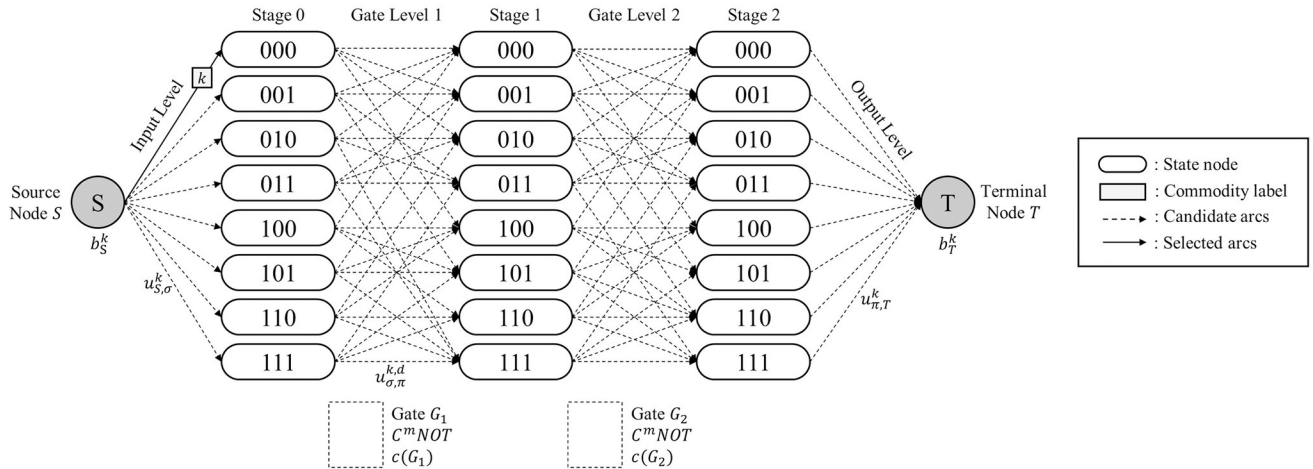 Stage 0
Gate Level 1
Stage 1
Gate Level 2
Stage 2
Input Level
k
Output Level
000
001
010
011
100
101
110
111
000
001
010
011
100
101
110
111
000
001
010
011
100
101
110
111
Source
Node S
S
b_S^k
u_{S,σ}^k
u_{σ,π}^{k,d}
u_{π,T}^k
T
b_T^k
Terminal
Node T
: State node
: Commodity label
: Candidate arcs
: Selected arcs
Gate G_1
C^mNOT
c(G_1)
Gate G_2
C^mNOT
c(G_2)